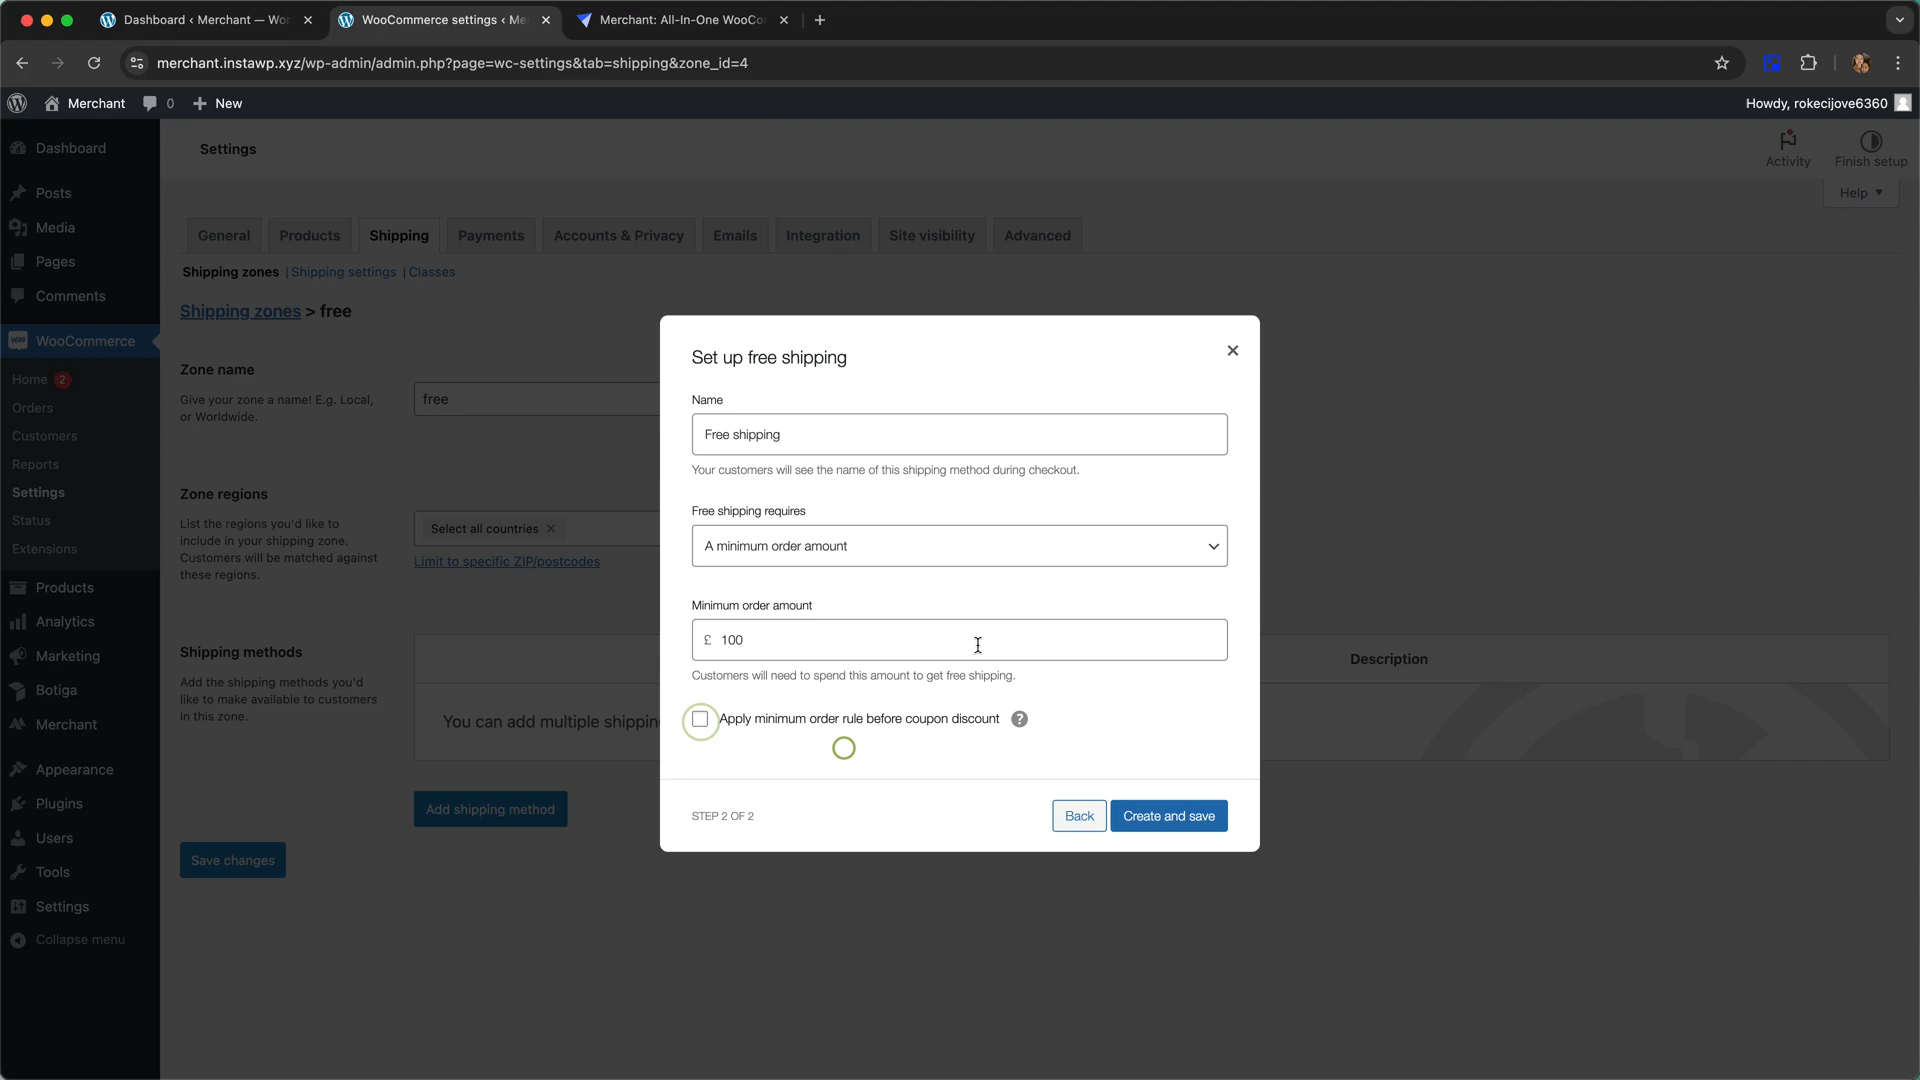 Dashboard ‹ Merchant — Wor
WooCommerce settings ‹ Me
Merchant: All-In-One WooCo
merchant.instawp.xyz/wp-admin/admin.php?page=wc-settings&tab=shipping&zone_id=4
Merchant
0
New
Howdy, rokecijove6360
Dashboard
Posts
Media
Pages
Comments
WooCommerce
Home 2
Orders
Customers
Reports
Settings
Status
Extensions
Products
Analytics
Marketing
Botiga
Merchant
Appearance
Plugins
Users
Tools
Settings
Collapse menu
Settings
Activity
Finish setup
Help
General
Products
Shipping
Payments
Accounts & Privacy
Emails
Integration
Site visibility
Advanced
Shipping zones | Shipping settings | Classes
Shipping zones > free
Zone name
Give your zone a name! E.g. Local,
or Worldwide.
free
Zone regions
List the regions you'd like to
include in your shipping zone.
Customers will be matched against
these regions.
Select all countries
Limit to specific ZIP/postcodes
Shipping methods
Add the shipping methods you'd
like to make available to customers
in this zone.
Description
You can add multiple shippin
Add shipping method
Save changes
Set up free shipping
Name
Free shipping
Your customers will see the name of this shipping method during checkout.
Free shipping requires
A minimum order amount
Minimum order amount
£ 100
Customers will need to spend this amount to get free shipping.
Apply minimum order rule before coupon discount ?
STEP 2 OF 2
Back
Create and save